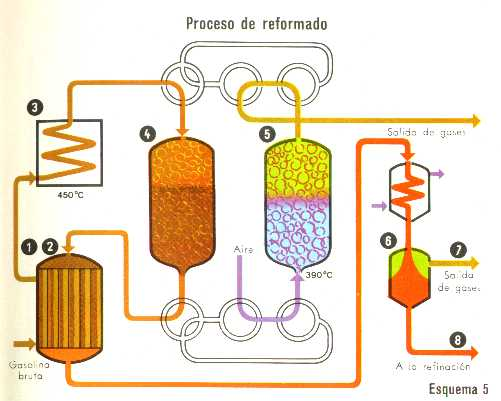 Proceso de reformado
3
4
5
Salida de gases
450°C
1 2
6
7
Aire
390°C
Salida
de gases
8
Gasolina
bruta
A la refinación
Esquema 5